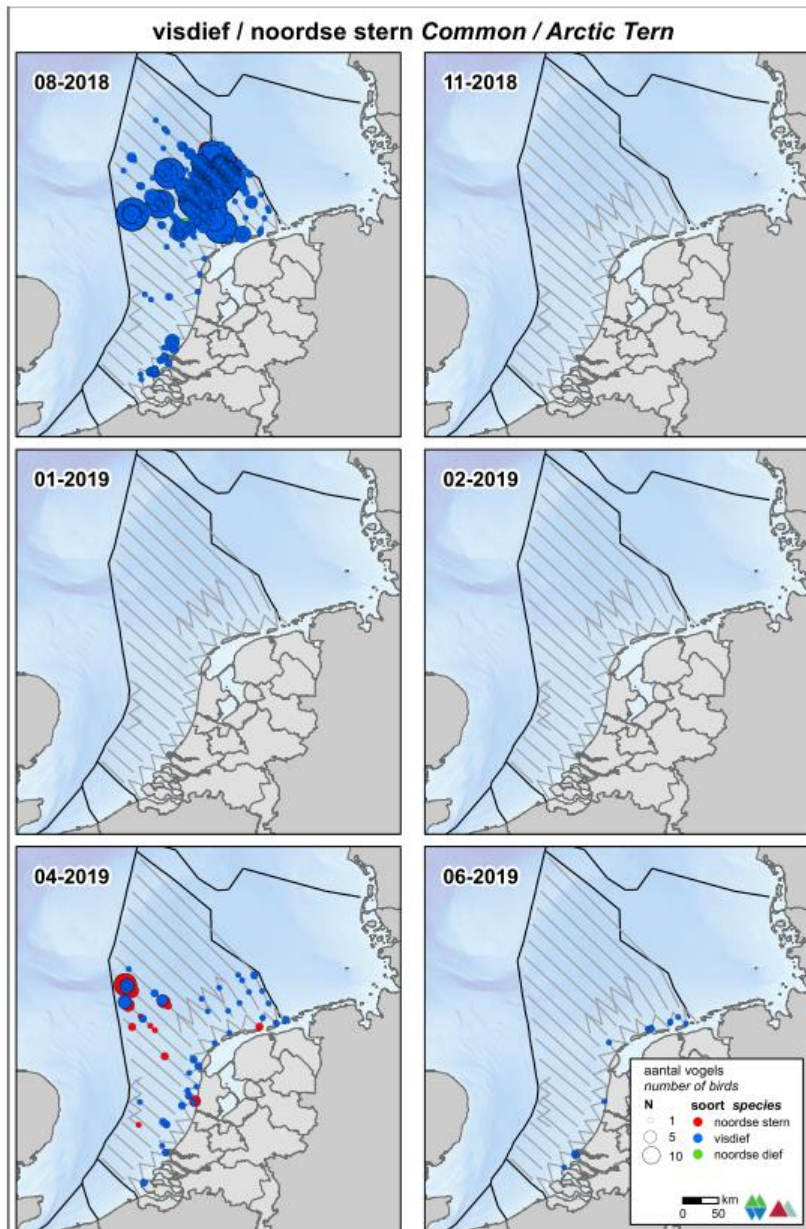 visdief / noordse stern Common / Arctic Tern
08-2018
11-2018
01-2019
02-2019
04-2019
06-2019
aantal vogels
number of birds
N soort species
1 noordse stern
5 visdief
10 noordse dief
km
0 50